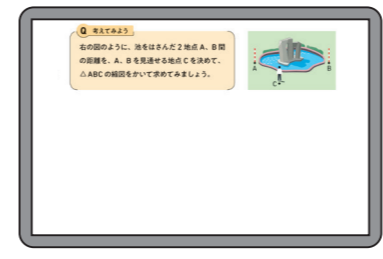 Q 考えてみよう
右の図のように、池をはさんだ2地点A、B間
の距離を、A、Bを見通せる地点Cを決めて、
△ABCの縮図をかいて求めてみましょう。
A
B
C